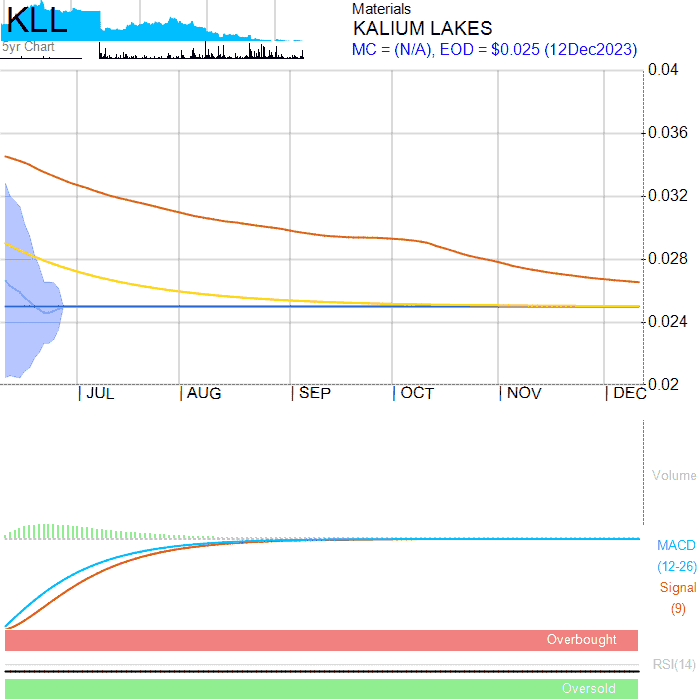 KLL
5yr Chart
Materials
KALIUM LAKES
MC = (N/A), EOD = $0.025 (12Dec2023)
0.04
0.036
0.032
0.028
0.024
0.02
| JUL | AUG | SEP | OCT | NOV | DEC
Volume
MACD
(12-26)
Signal
(9)
Overbought
RSI(14)
Oversold